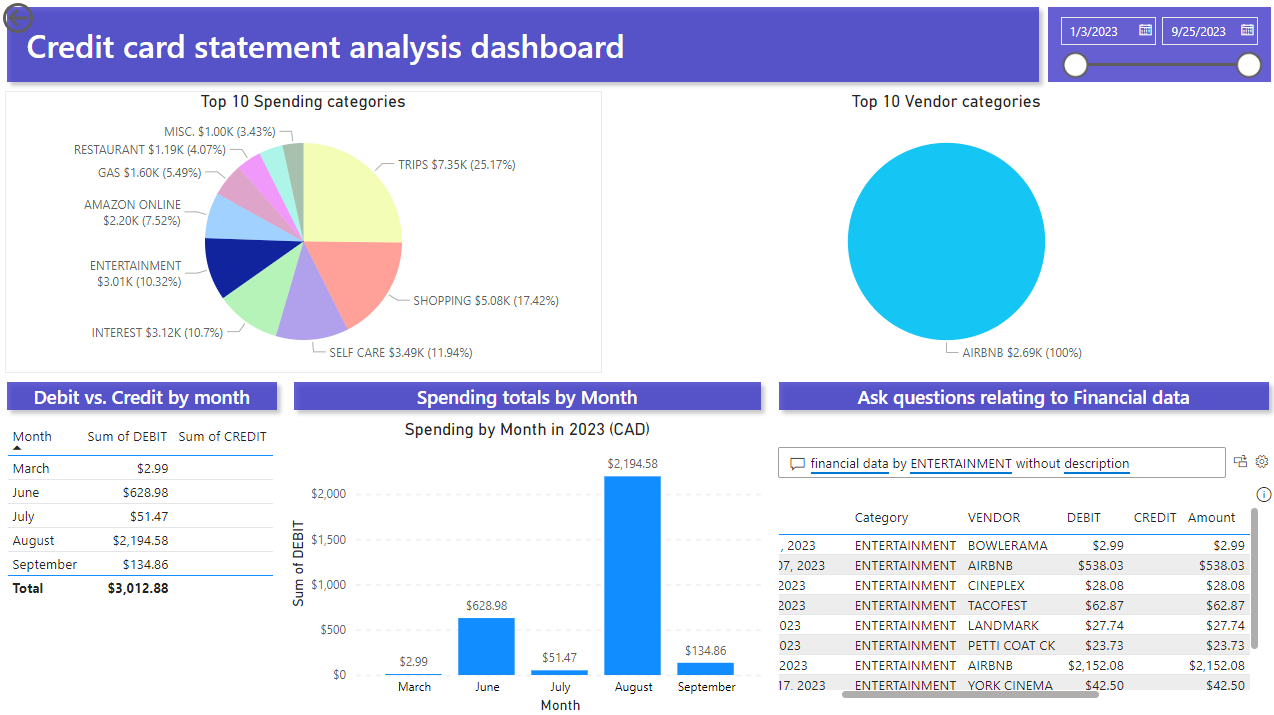 Credit card statement analysis dashboard
1/3/2023
9/25/2023
Top 10 Spending categories
MISC. $1.00K (3.43%)
RESTAURANT $1.19K (4.07%)
GAS $1.60K (5.49%)
AMAZON ONLINE
$2.20K (7.52%)
ENTERTAINMENT
$3.01K (10.32%)
INTEREST $3.12K (10.7%)
TRIPS $7.35K (25.17%)
SHOPPING $5.08K (17.42%)
SELF CARE $3.49K (11.94%)
Top 10 Vendor categories
AIRBNB $2.69K (100%)
Debit vs. Credit by month
Month Sum of DEBIT Sum of CREDIT
March $2.99
June $628.98
July $51.47
August $2,194.58
September $134.86
Total $3,012.88
Spending totals by Month
Spending by Month in 2023 (CAD)
Sum of DEBIT
$2,000
$1,500
$1,000
$500
$0
$2.99
$628.98
$51.47
$2,194.58
$134.86
March June July August September
Month
Ask questions relating to Financial data
financial data by ENTERTAINMENT without description
Category VENDOR DEBIT CREDIT Amount
, 2023 ENTERTAINMENT BOWLERAMA $2.99 $2.99
07, 2023 ENTERTAINMENT AIRBNB $538.03 $538.03
2023 ENTERTAINMENT CINEPLEX $28.08 $28.08
2023 ENTERTAINMENT TACOFEST $62.87 $62.87
023 ENTERTAINMENT LANDMARK $27.74 $27.74
023 ENTERTAINMENT PETTI COAT CK $23.73 $23.73
2023 ENTERTAINMENT AIRBNB $2,152.08 $2,152.08
17, 2023 ENTERTAINMENT YORK CINEMA $42.50 $42.50